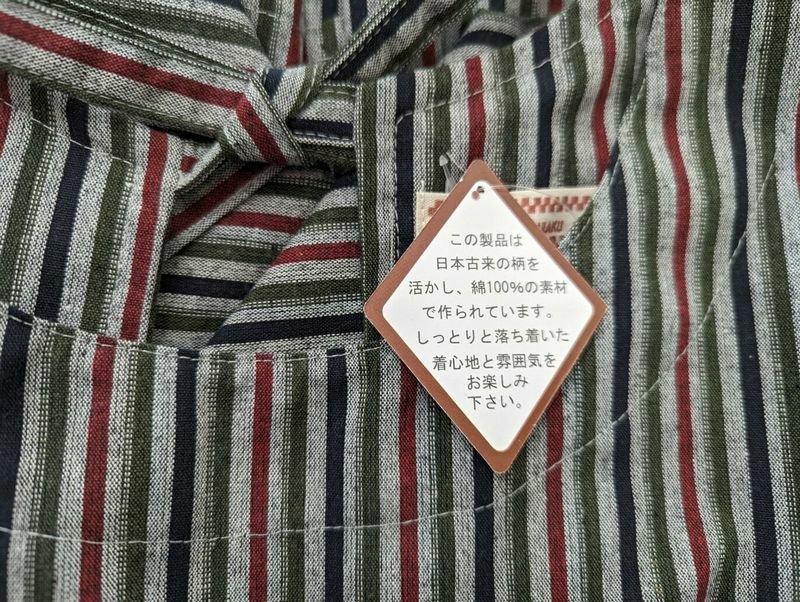 この製品は
日本古来の柄を
活かし、綿100%の素材
で作られています。
しっとりと落ち着いた
着心地と雰囲気を
お楽しみ
下さい。